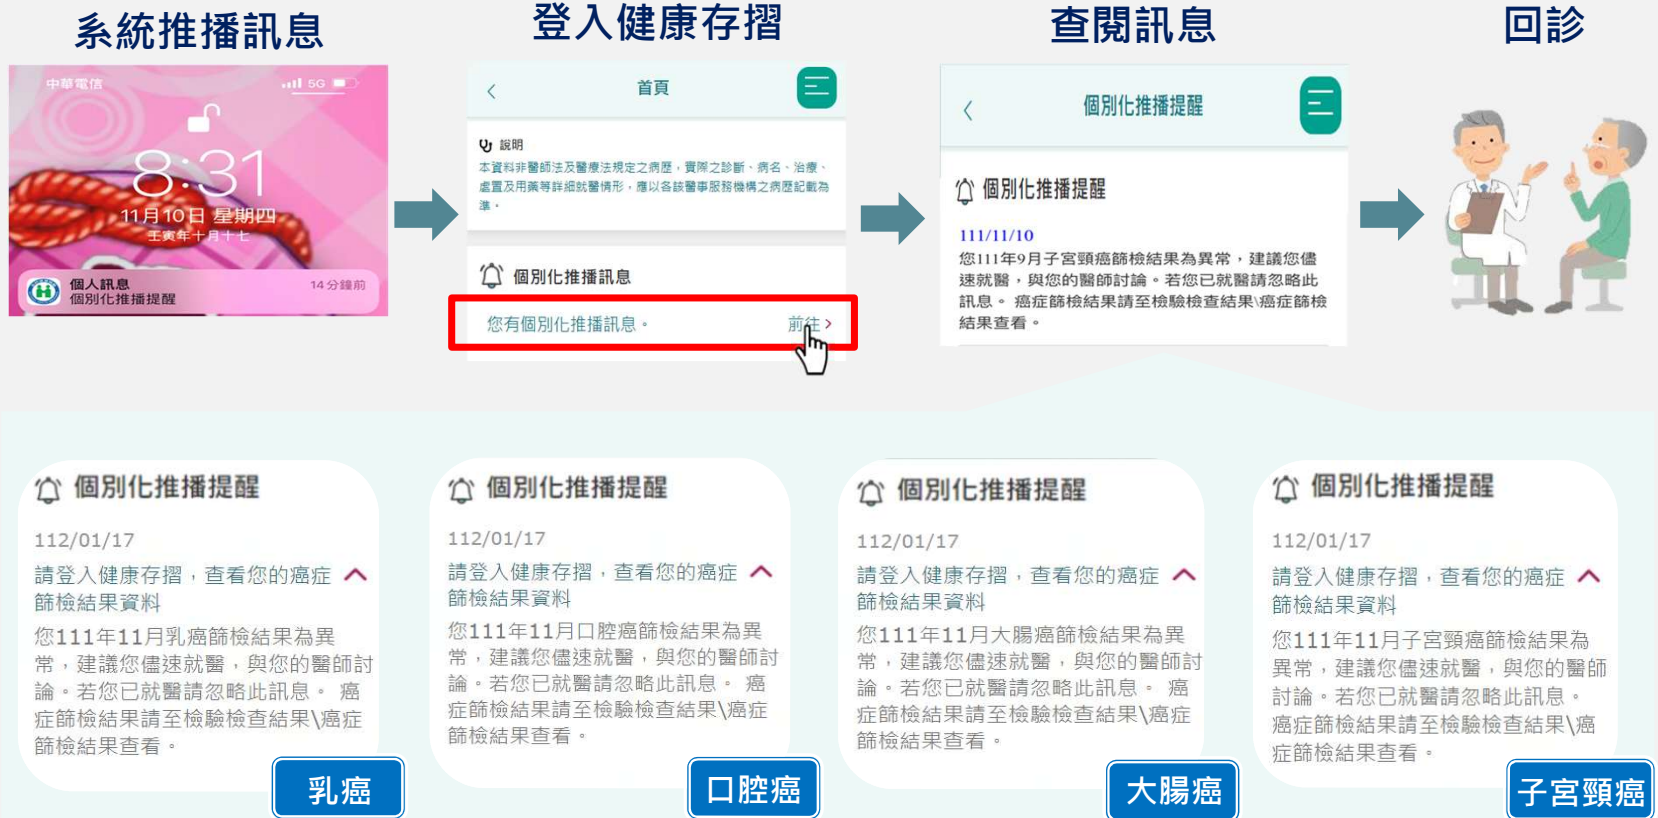 系統推播訊息
登入健康存摺
查閱訊息
回診
中華電信
5G
8:31
11月10日 星期四
壬寅年十月十七
個人訊息
14 分鐘前
個別化推播提醒
首頁
說明
本資料非醫師法及醫療法規定之病歷，實際之診斷、病名、治療、
處置及用藥等詳細就醫情形，應以各該醫事服務機構之病歷記載為
準。
個別化推播訊息
您有個別化推播訊息。
前往
個別化推播提醒
個別化推播提醒
111/11/10
您111年9月子宮頸癌篩檢結果為異常，建議您儘
速就醫，與您的醫師討論。若您已就醫請忽略此
訊息。 癌症篩檢結果請至檢驗檢查結果\癌症篩檢
結果查看。
個別化推播提醒
112/01/17
請登入健康存摺，查看您的癌症
篩檢結果資料
您111年11月乳癌篩檢結果為異
常，建議您儘速就醫，與您的醫師討
論。若您已就醫請忽略此訊息。 癌
症篩檢結果請至檢驗檢查結果\癌症
篩檢結果查看。
乳癌
個別化推播提醒
112/01/17
請登入健康存摺，查看您的癌症
篩檢結果資料
您111年11月口腔癌篩檢結果為異
常，建議您儘速就醫，與您的醫師討
論。若您已就醫請忽略此訊息。 癌
症篩檢結果請至檢驗檢查結果\癌症
篩檢結果查看。
口腔癌
個別化推播提醒
112/01/17
請登入健康存摺，查看您的癌症
篩檢結果資料
您111年11月大腸癌篩檢結果為異
常，建議您儘速就醫，與您的醫師討
論。若您已就醫請忽略此訊息。 癌
症篩檢結果請至檢驗檢查結果\癌症
篩檢結果查看。
大腸癌
個別化推播提醒
112/01/17
請登入健康存摺，查看您的癌症
篩檢結果資料
您111年11月子宮頸癌篩檢結果為
異常，建議您儘速就醫，與您的醫師
討論。若您已就醫請忽略此訊息。
癌症篩檢結果請至檢驗檢查結果\癌
症篩檢結果查看。
子宮頸癌